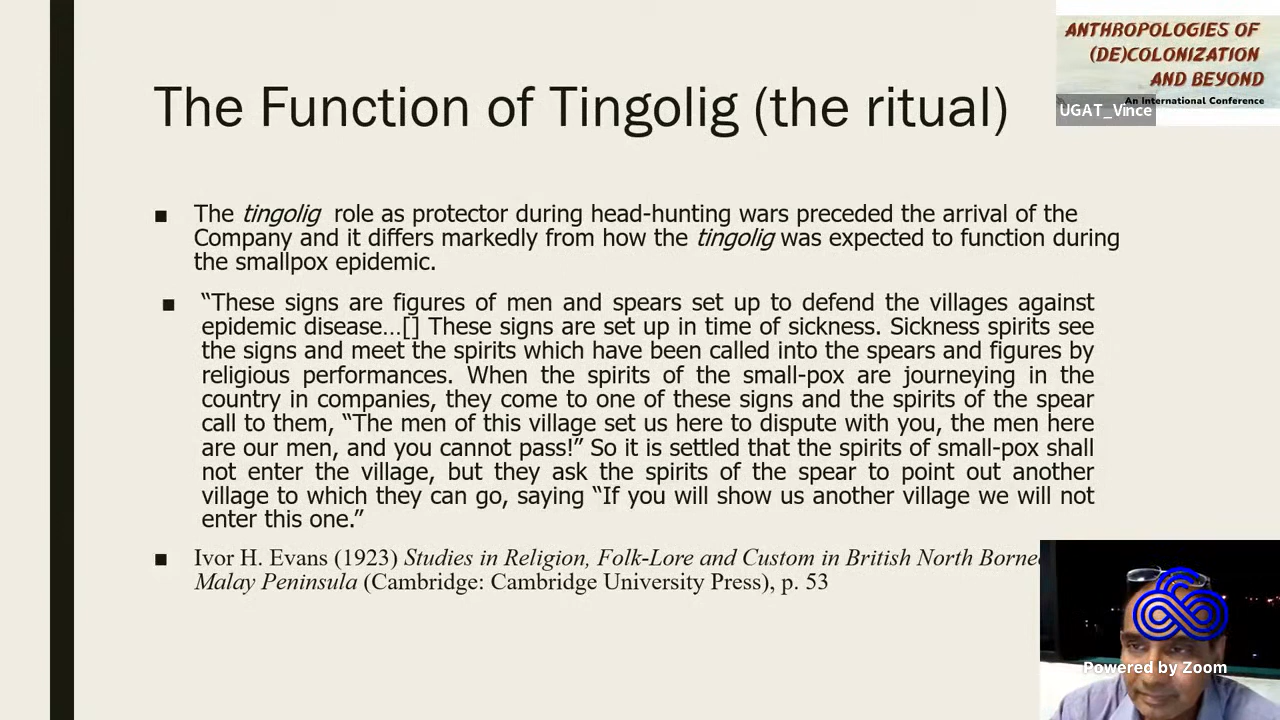 ANTHROPOLOGIES OF
(DE)COLONIZATION
AND BEYOND
An International Conference
UGAT_Vince
The Function of Tingolig (the ritual)
■ The tingolig role as protector during head-hunting wars preceded the arrival of the
Company and it differs markedly from how the tingolig was expected to function during
the smallpox epidemic.
■ “These signs are figures of men and spears set up to defend the villages against
epidemic disease…[] These signs are set up in time of sickness. Sickness spirits see
the signs and meet the spirits which have been called into the spears and figures by
religious performances. When the spirits of the small-pox are journeying in the
country in companies, they come to one of these signs and the spirits of the spear
call to them, “The men of this village set us here to dispute with you, the men here
are our men, and you cannot pass!” So it is settled that the spirits of small-pox shall
not enter the village, but they ask the spirits of the spear to point out another
village to which they can go, saying “If you will show us another village we will not
enter this one.”
■ Ivor H. Evans (1923) Studies in Religion, Folk-Lore and Custom in British North
Malay Peninsula (Cambridge: Cambridge University Press), p. 53
Powered by Zoom